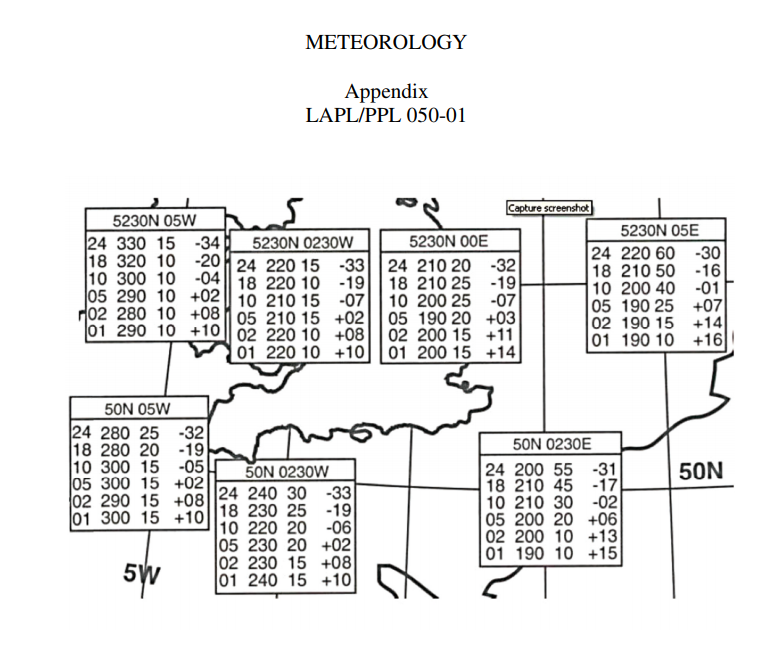 METEOROLOGY
Appendix
LAPL/PPL 050-01
Capture screenshot
5230N 05W
24 330 15 -34
18 320 10 -20
10 300 10 -04
05 290 10 +02
02 280 10 +08
01 290 10 +10
5230N 0230W
24 220 15 -33
18 220 10 -19
10 210 15 -07
05 210 15 +02
02 220 10 +08
01 220 10 +10
5230N 00E
24 210 20 -32
18 210 25 -19
10 200 25 -07
05 190 20 +03
02 200 15 +11
01 200 15 +14
5230N 05E
24 220 60 -30
18 210 50 -16
10 200 40 -01
05 190 25 +07
02 190 15 +14
01 190 10 +16
50N 05W
24 280 25 -32
18 280 20 -19
10 300 15 -05
05 300 15 +02
02 290 15 +08
01 300 15 +10
50N 0230W
24 240 30 -33
18 230 25 -19
10 220 20 -06
05 230 20 +02
02 230 15 +08
01 240 15 +10
50N 0230E
24 200 55 -31
18 210 45 -17
10 210 30 -02
05 200 20 +06
02 200 10 +13
01 190 10 +15
50N
5W